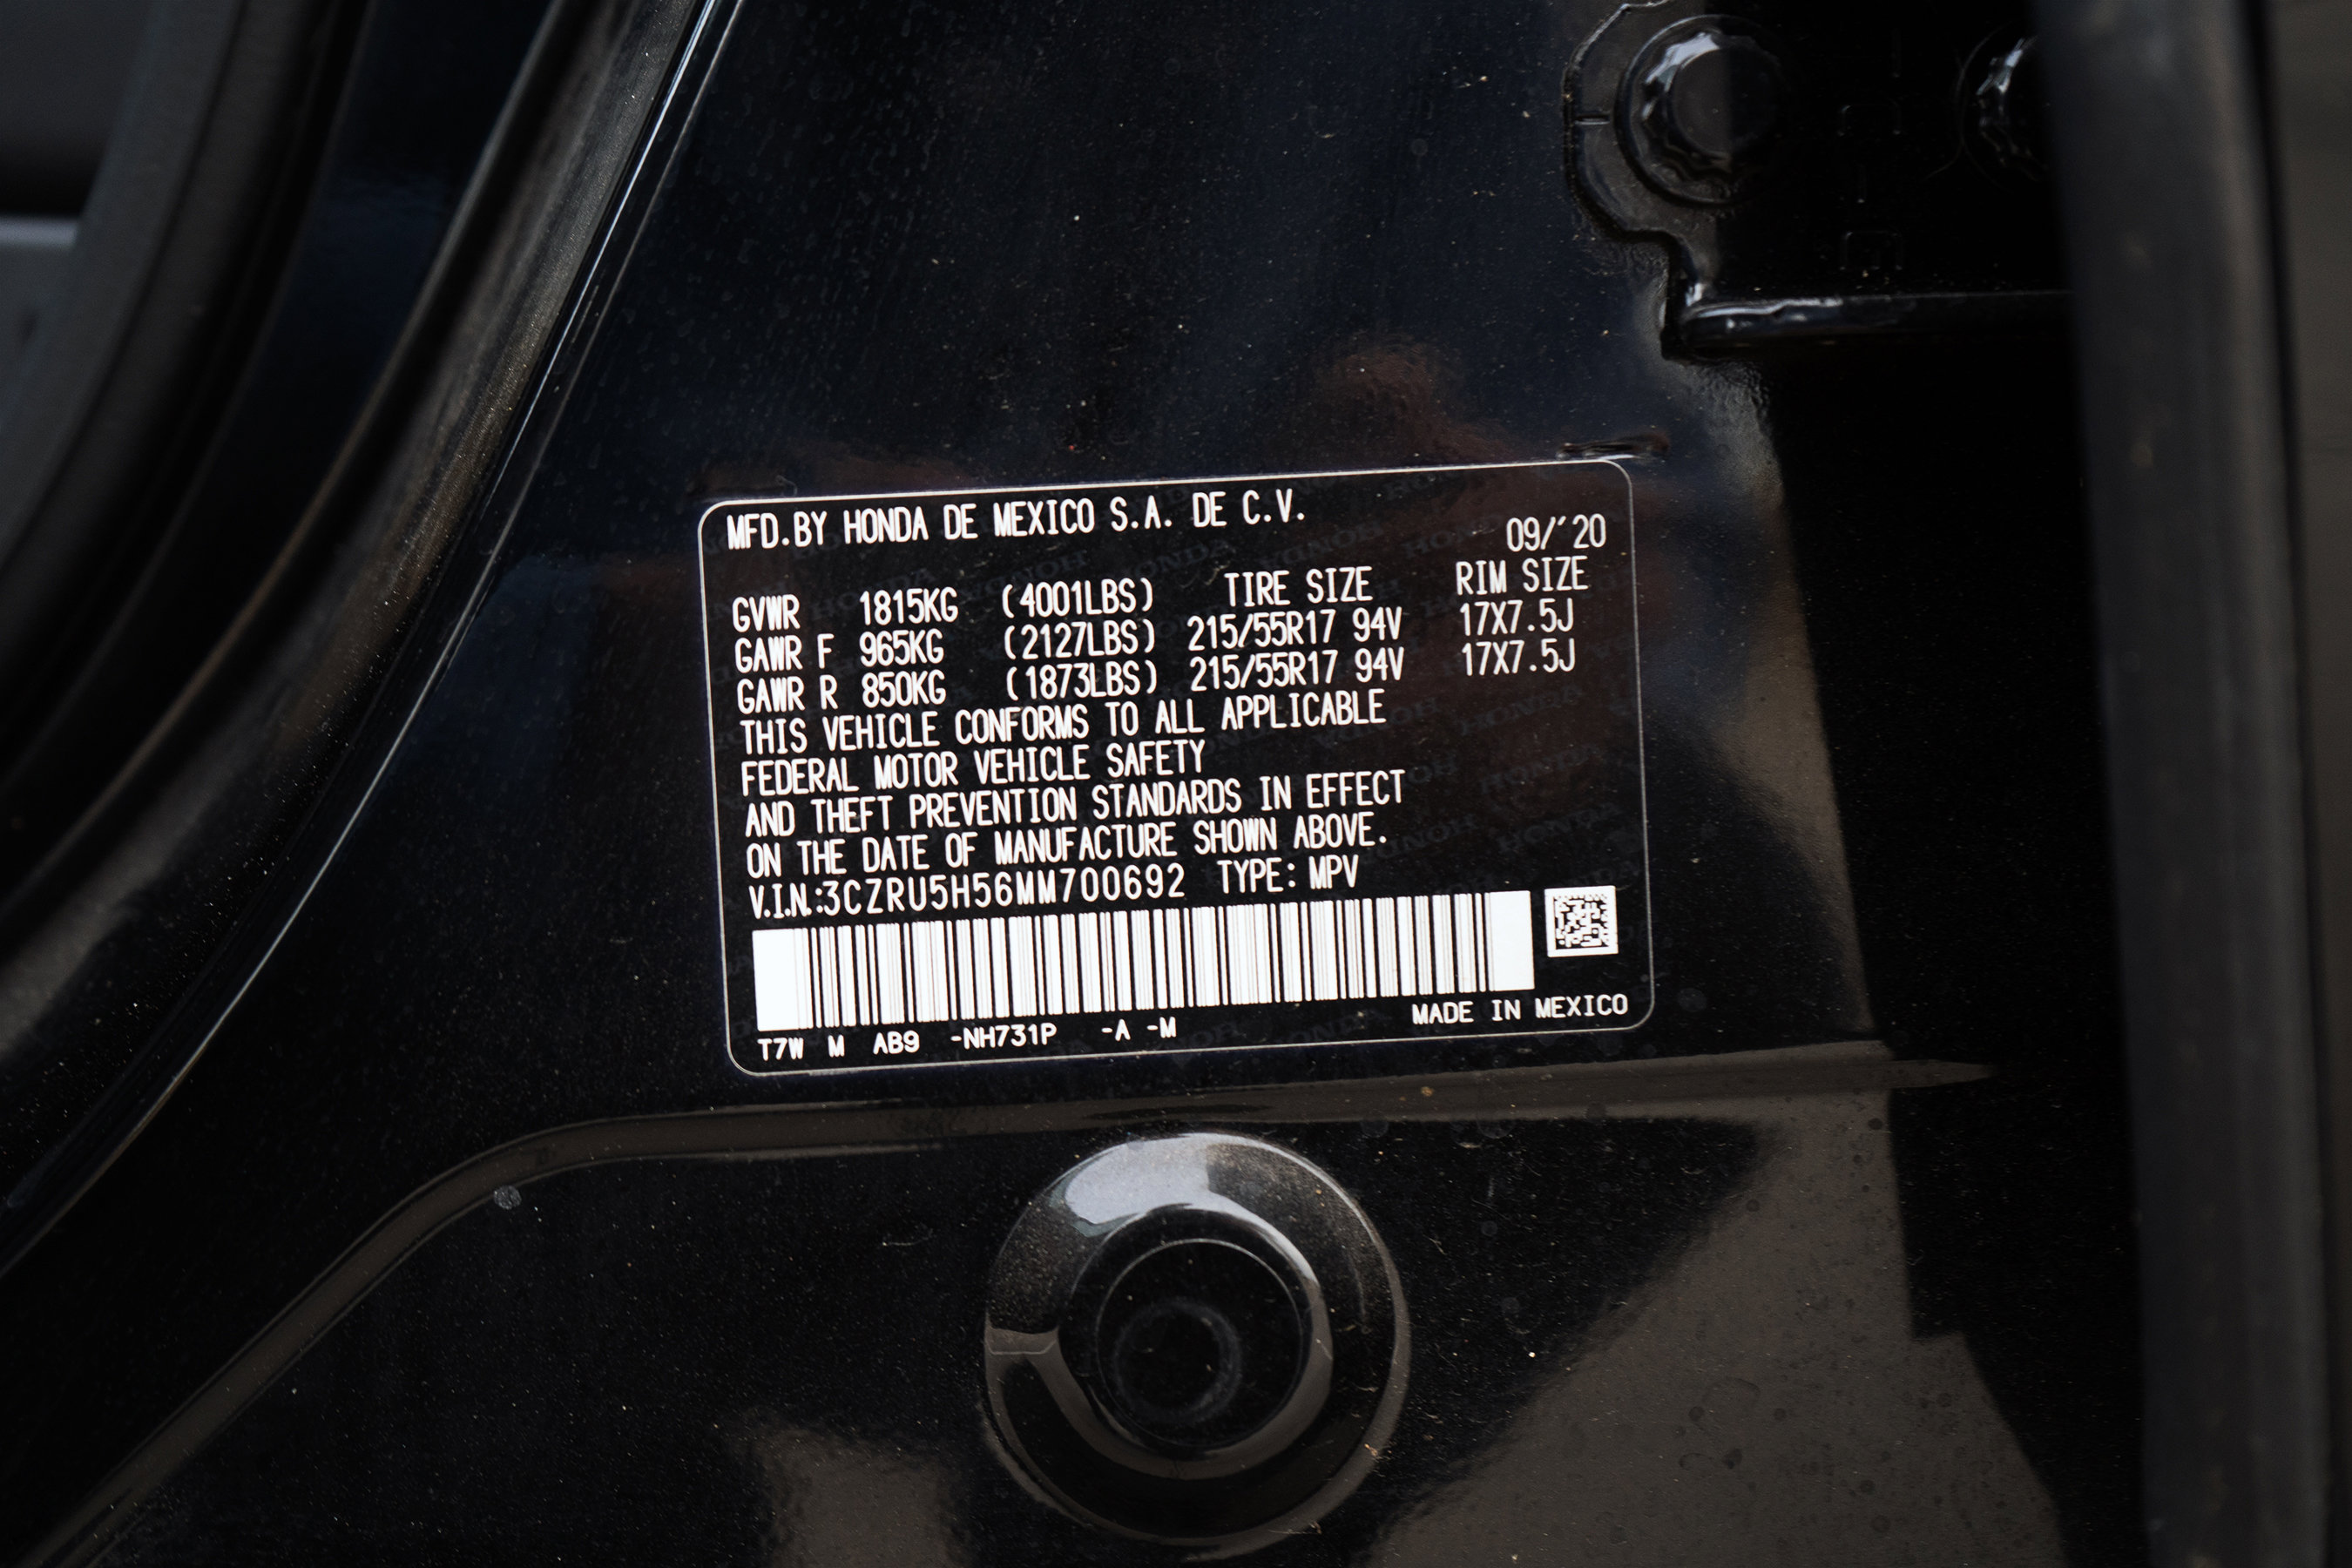 MFD.BY HONDA DE MEXICO S.A. DE C.V.
09/'20
GVWR 1815KG (4001LBS) TIRE SIZE RIM SIZE
GAWR F 965KG (2127LBS) 215/55R17 94V 17X7.5J
GAWR R 850KG (1873LBS) 215/55R17 94V 17X7.5J
THIS VEHICLE CONFORMS TO ALL APPLICABLE
FEDERAL MOTOR VEHICLE SAFETY
AND THEFT PREVENTION STANDARDS IN EFFECT
ON THE DATE OF MANUFACTURE SHOWN ABOVE.
V.I.N.:3CZRU5H56MM700692 TYPE: MPV
T7W M AB9 -NH731P -A -M MADE IN MEXICO